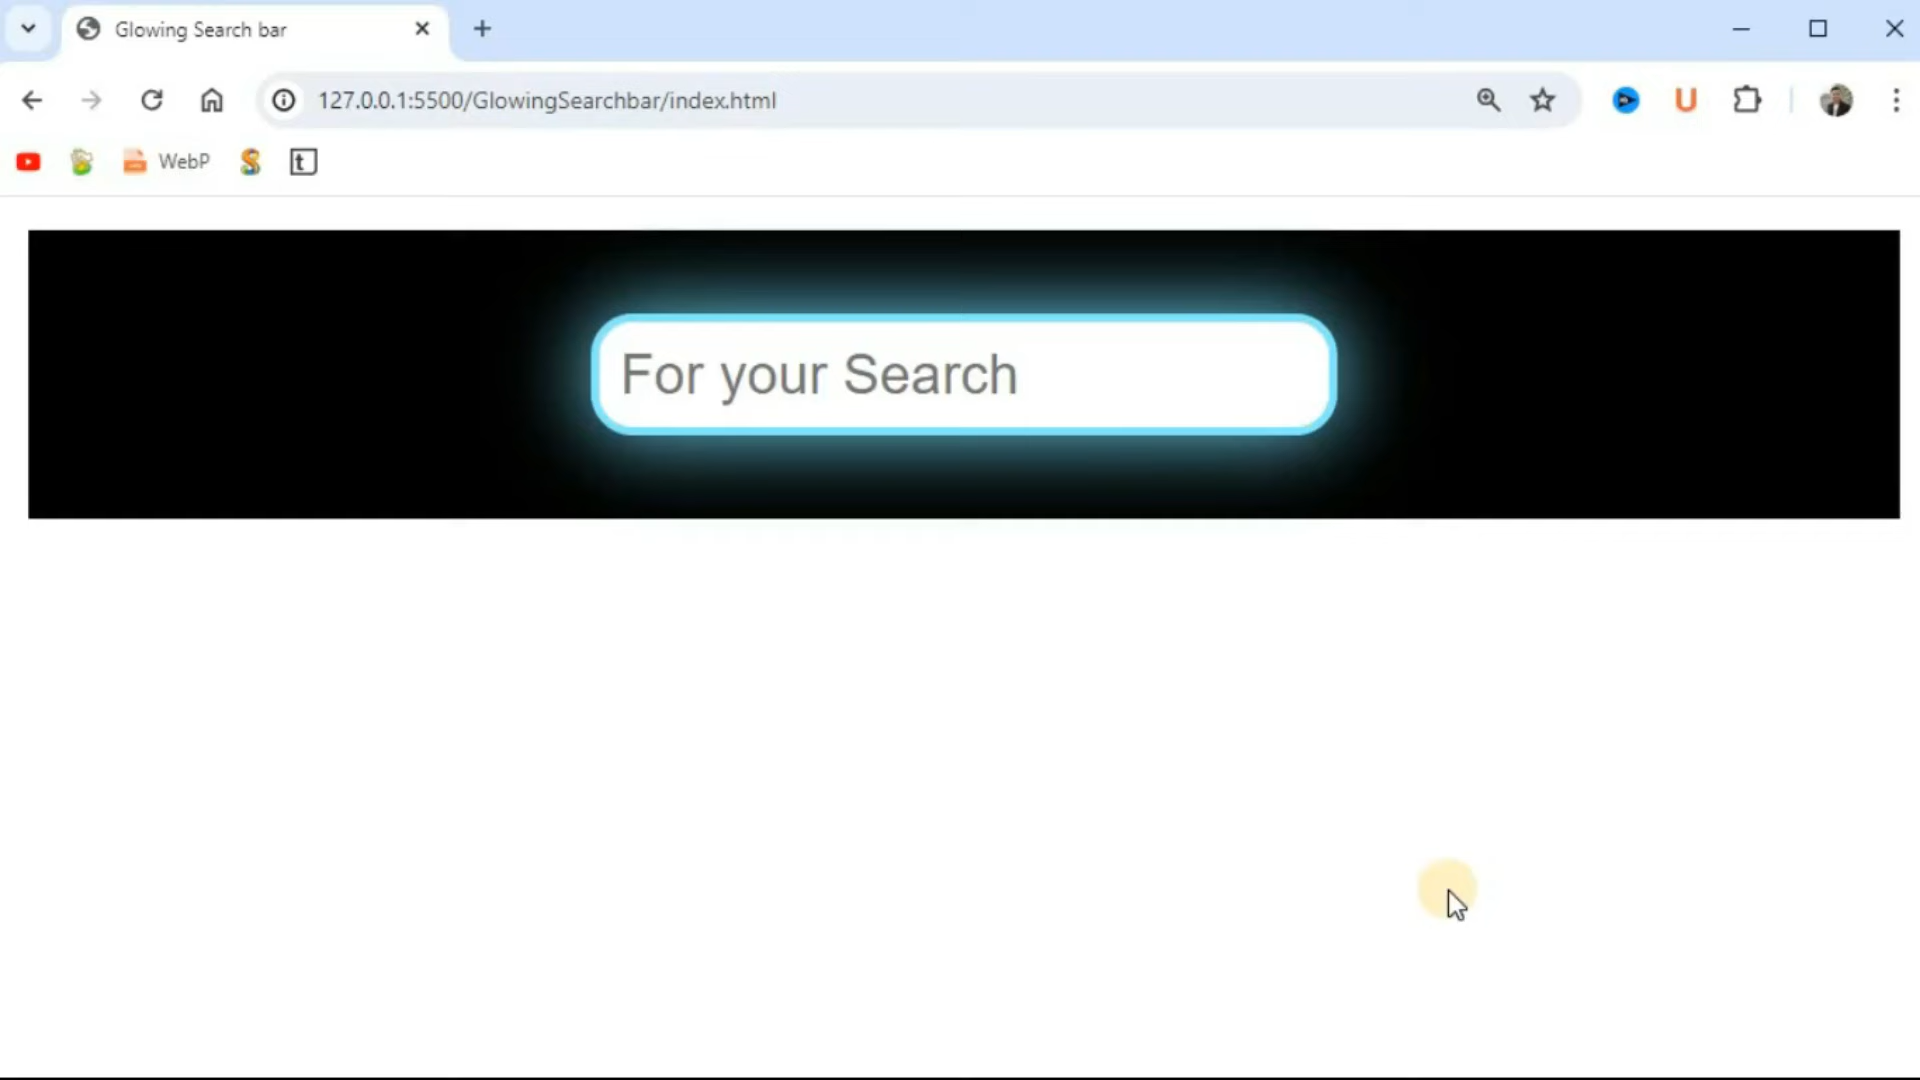 Glowing Search bar
127.0.0.1:5500/GlowingSearchbar/index.html
U
WebP
S
t
For your Search